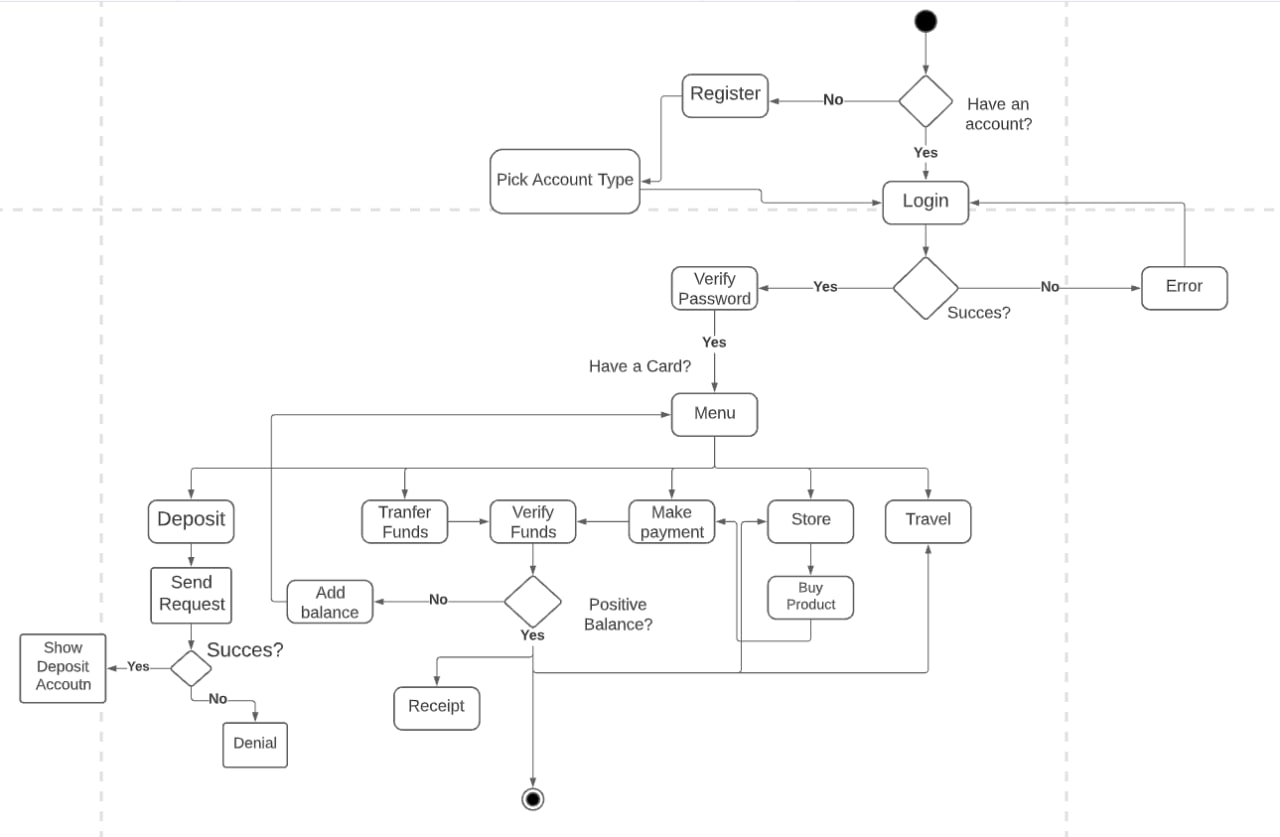 Register
No
Have an
account?
Yes
Pick Account Type
Login
Verify
Password
Yes
No
Error
Succes?
Yes
Have a Card?
Menu
Deposit
Tranfer
Funds
Verify
Funds
Make
payment
Store
Travel
Send
Request
Add
balance
No
Positive
Balance?
Buy
Product
Yes
Show
Deposit
Accoutn
Yes
Succes?
No
Receipt
Denial